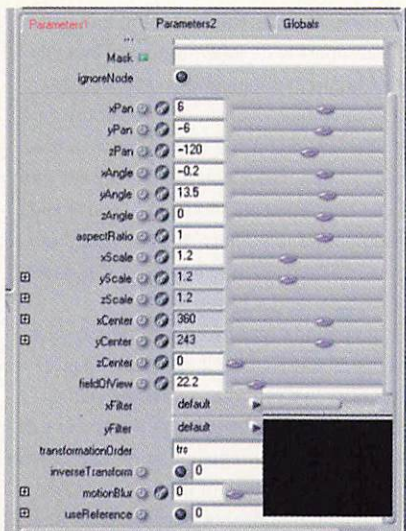 Parameters1 Parameters2 Globals
Mask
ignoreNode
xPan 6
yPan -6
zPan -120
xAngle -0.2
yAngle 13.5
zAngle 0
aspectRatio 1
xScale 1.2
yScale 1.2
zScale 1.2
xCenter 360
yCenter 243
zCenter 0
fieldOfView 22.2
xFilter default
yFilter default
transformationOrder trs
inverseTransform 0
motionBlur 0
useReference 0